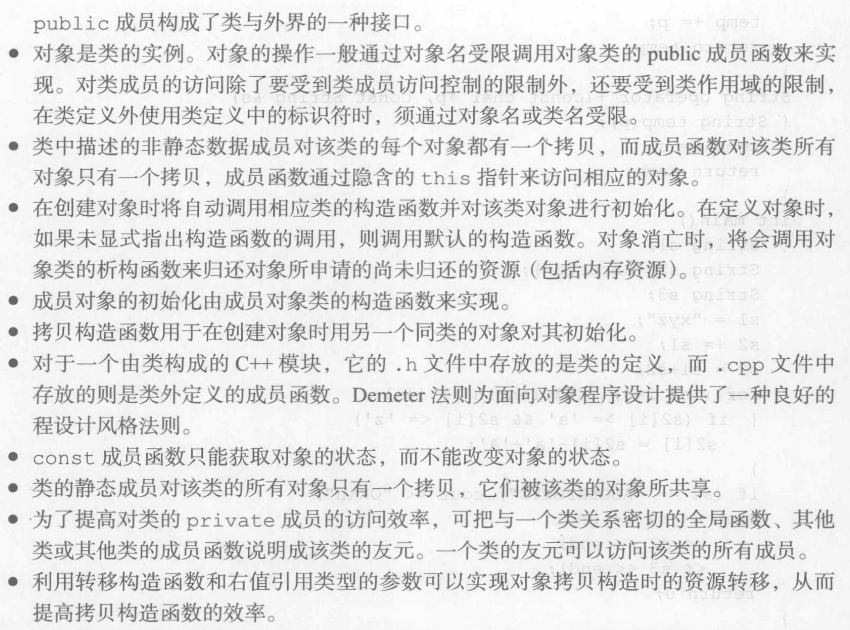 public 成员构成了类与外界的一种接口。
● 对象是类的实例。对象的操作一般通过对象名受限调用对象类的 public 成员函数来实
现。对类成员的访问除了要受到类成员访问控制的限制外，还要受到类作用域的限制，
在类定义外使用类定义中的标识符时，须通过对象名或类名受限。
● 类中描述的非静态数据成员对该类的每个对象都有一个拷贝，而成员函数对该类所有
对象只有一个拷贝，成员函数通过隐含的 this 指针来访问相应的对象。
● 在创建对象时将自动调用相应类的构造函数并对该类对象进行初始化。在定义对象时，
如果未显式指出构造函数的调用，则调用默认的构造函数。对象消亡时，将会调用对
象类的析构函数来归还对象所申请的尚未归还的资源（包括内存资源）。
● 成员对象的初始化由成员对象类的构造函数来实现。
● 拷贝构造函数用于在创建对象时用另一个同类的对象对其初始化。
● 对于一个由类构成的 C++ 模块，它的 .h 文件中存放的是类的定义，而 .cpp 文件中
存放的则是类外定义的成员函数。Demeter 法则为面向对象程序设计提供了一种良好的
程设计风格法则。
● const 成员函数只能获取对象的状态，而不能改变对象的状态。
● 类的静态成员对该类的所有对象只有一个拷贝，它们被该类的对象所共享。
● 为了提高对类的 private 成员的访问效率，可把与一个类关系密切的全局函数、其他
类或其他类的成员函数说明成该类的友元。一个类的友元可以访问该类的所有成员。
● 利用转移构造函数和右值引用类型的参数可以实现对象拷贝构造时的资源转移，从而
提高拷贝构造函数的效率。